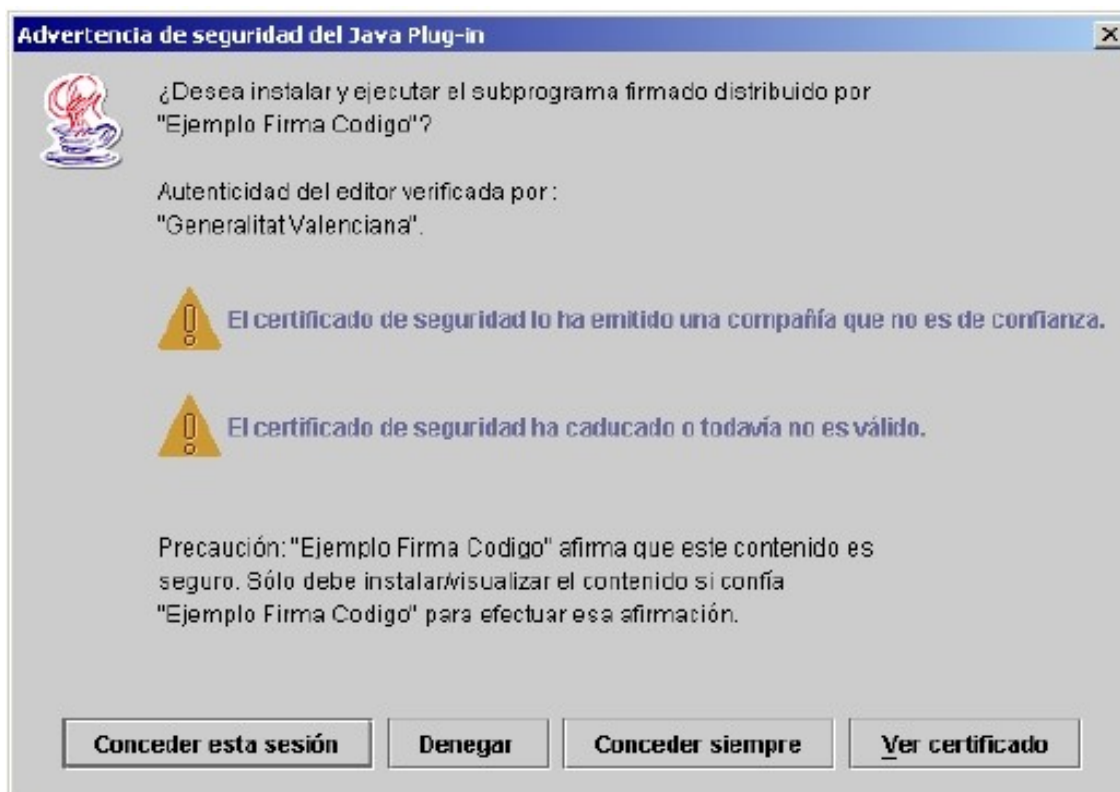 Advertencia de seguridad del Java Plug-in
¿Desea instalar y ejecutar el subprograma firmado distribuido por
"Ejemplo Firma Codigo"?
Autenticidad del editor verificada por:
"Generalitat Valenciana".
El certificado de seguridad lo ha emitido una compañía que no es de confianza.
El certificado de seguridad ha caducado o todavía no es válido.
Precaución: "Ejemplo Firma Codigo" afirma que este contenido es
seguro. Sólo debe instalar/visualizar el contenido si confía
"Ejemplo Firma Codigo" para efectuar esa afirmación.
Conceder esta sesión Denegar Conceder siempre Ver certificado